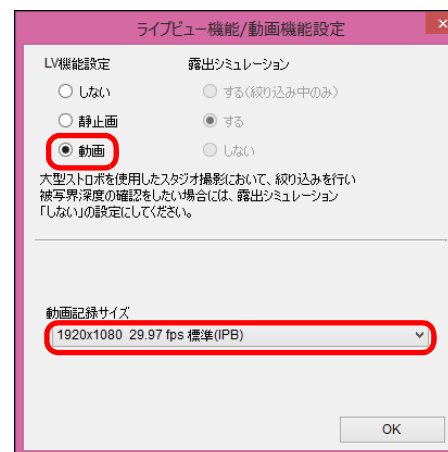 ライブビュー機能/動画機能設定
LV機能設定 露出シミュレーション
しない する(絞り込み中のみ)
静止画 する
動画 しない
大型ストロボを使用したスタジオ撮影において、絞り込みを行い
被写界深度の確認をしたい場合には、露出シミュレーション
「しない」の設定にしてください。
動画記録サイズ
1920x1080 29.97 fps 標準(IPB)
OK